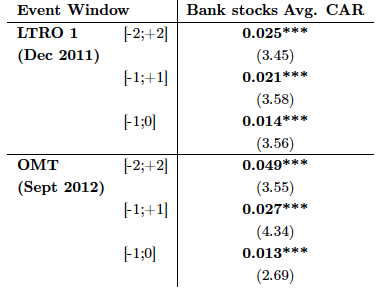 Event Window Bank stocks Avg. CAR
LTRO 1 [-2;+2] 0.025***
(Dec 2011) (3.45)
[-1;+1] 0.021***
(3.58)
[-1;0] 0.014***
(3.56)
OMT [-2;+2] 0.049***
(Sept 2012) (3.55)
[-1;+1] 0.027***
(4.34)
[-1;0] 0.013***
(2.69)